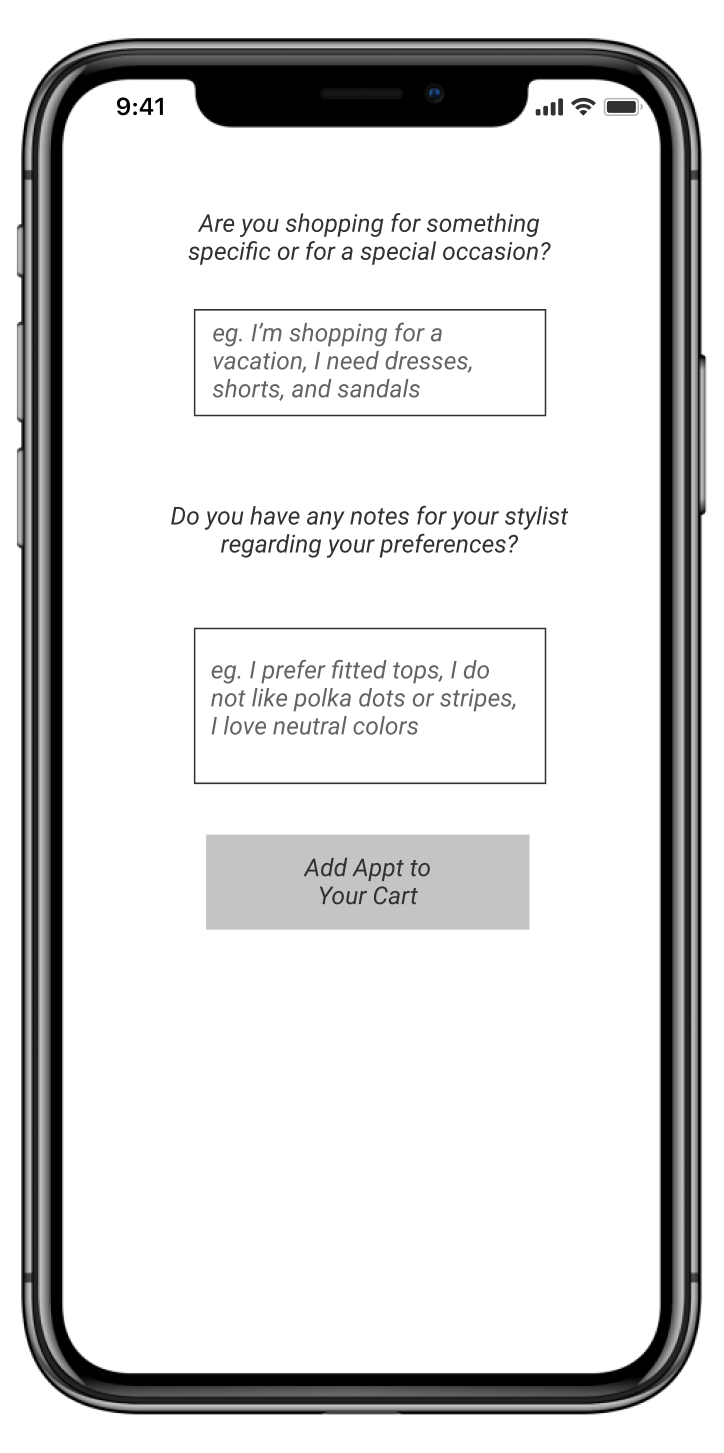 9:41
Are you shopping for something
specific or for a special occasion?
eg. I’m shopping for a
vacation, I need dresses,
shorts, and sandals
Do you have any notes for your stylist
regarding your preferences?
eg. I prefer fitted tops, I do
not like polka dots or stripes,
I love neutral colors
Add Appt to
Your Cart